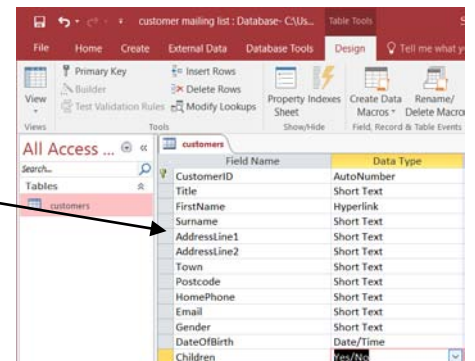 customer mailing list : Database- C:\Us...
Table Tools
S
File Home Create External Data Database Tools Design Tell me what y
View
Primary Key
Builder
Test Validation Rules
Insert Rows
Delete Rows
Modify Lookups
Property Sheet
Indexes
Create Data Macros
Rename/ Delete Macro
Views Tools Show/Hide Field, Record & Table Events
All Access ...
Search...
Tables
customers
customers
Field Name Data Type
CustomerID AutoNumber
Title Short Text
FirstName Hyperlink
Surname Short Text
AddressLine1 Short Text
AddressLine2 Short Text
Town Short Text
Postcode Short Text
HomePhone Short Text
Email Short Text
Gender Short Text
DateOfBirth Date/Time
Children Yes/No